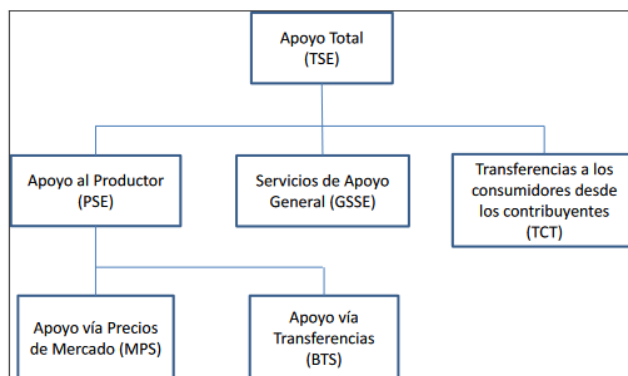 Apoyo Total
(TSE)
Apoyo al Productor
(PSE)
Servicios de Apoyo
General (GSSE)
Transferencias a los
consumidores desde
los contribuyentes
(TCT)
Apoyo vía Precios
de Mercado (MPS)
Apoyo vía
Transferencias
(BTS)